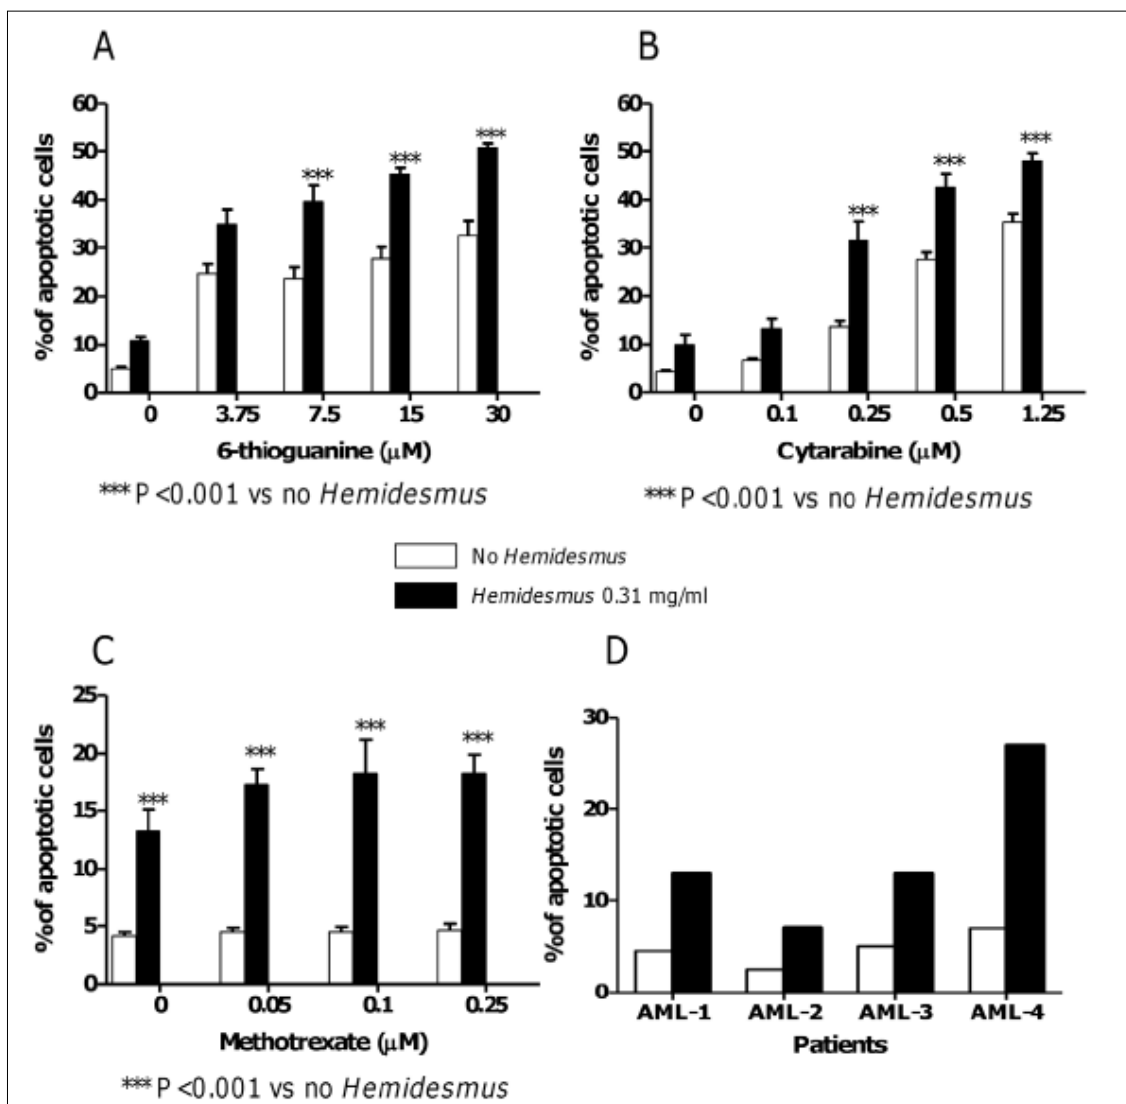 A
B
%of apoptotic cells
60
50
40
30
20
10
0
*** *** ***
0 3.75 7.5 15 30
6-thioguanine (μM)
***P <0.001 vs no Hemidesmus
%of apoptotic cells
60
50
40
30
20
10
0
*** *** ***
0 0.1 0.25 0.5 1.25
Cytarabine (μM)
***P <0.001 vs no Hemidesmus
No Hemidesmus
Hemidesmus 0.31 mg/ml
C
D
%of apoptotic cells
25
20
15
10
5
0
*** *** *** ***
0 0.05 0.1 0.25
Methotrexate (μM)
***P <0.001 vs no Hemidesmus
%of apoptotic cells
30
20
10
0
AML-1 AML-2 AML-3 AML-4
Patients